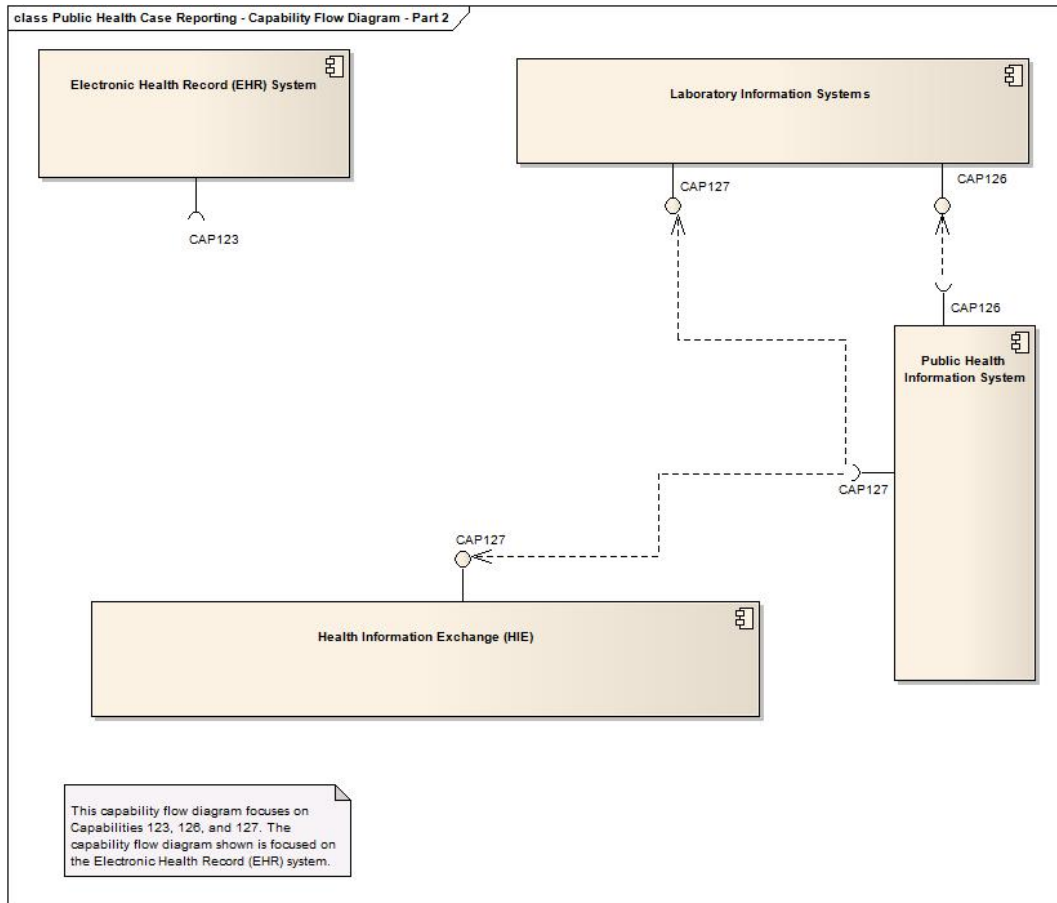 class Public Health Case Reporting - Capability Flow Diagram - Part 2
Electronic Health Record (EHR) System
Laboratory Information Systems
CAP127
CAP126
CAP123
CAP126
Public Health
Information System
CAP127
CAP127
Health Information Exchange (HIE)
This capability flow diagram focuses on
Capabilities 123, 126, and 127. The
capability flow diagram shown is focused on
the Electronic Health Record (EHR) system.